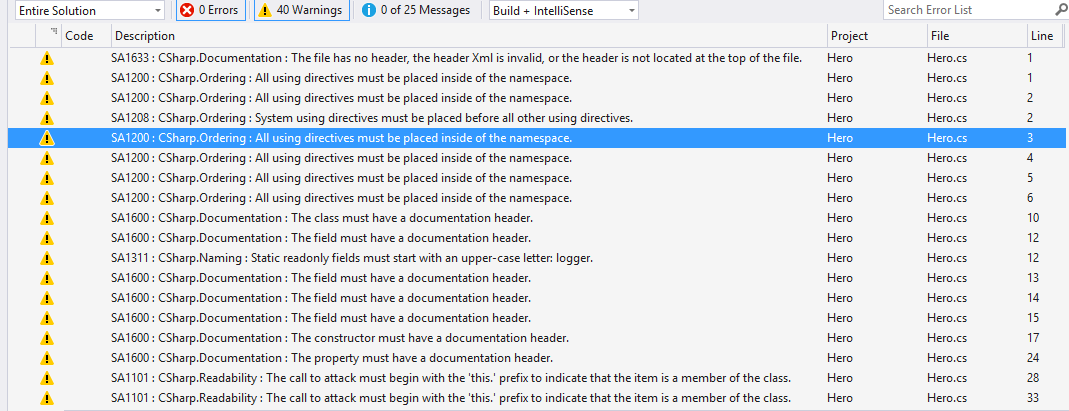 Entire Solution 0 Errors 40 Warnings 0 of 25 Messages Build + IntelliSense Search Error List
Code Description Project File Line
SA1633 : CSharp.Documentation : The file has no header, the header Xml is invalid, or the header is not located at the top of the file. Hero Hero.cs 1
SA1200 : CSharp.Ordering : All using directives must be placed inside of the namespace. Hero Hero.cs 1
SA1200 : CSharp.Ordering : All using directives must be placed inside of the namespace. Hero Hero.cs 2
SA1208 : CSharp.Ordering : System using directives must be placed before all other using directives. Hero Hero.cs 2
SA1200 : CSharp.Ordering : All using directives must be placed inside of the namespace. Hero Hero.cs 3
SA1200 : CSharp.Ordering : All using directives must be placed inside of the namespace. Hero Hero.cs 4
SA1200 : CSharp.Ordering : All using directives must be placed inside of the namespace. Hero Hero.cs 5
SA1200 : CSharp.Ordering : All using directives must be placed inside of the namespace. Hero Hero.cs 6
SA1600 : CSharp.Documentation : The class must have a documentation header. Hero Hero.cs 10
SA1600 : CSharp.Documentation : The field must have a documentation header. Hero Hero.cs 12
SA1311 : CSharp.Naming : Static readonly fields must start with an upper-case letter: logger. Hero Hero.cs 12
SA1600 : CSharp.Documentation : The field must have a documentation header. Hero Hero.cs 13
SA1600 : CSharp.Documentation : The field must have a documentation header. Hero Hero.cs 14
SA1600 : CSharp.Documentation : The field must have a documentation header. Hero Hero.cs 15
SA1600 : CSharp.Documentation : The constructor must have a documentation header. Hero Hero.cs 17
SA1600 : CSharp.Documentation : The property must have a documentation header. Hero Hero.cs 24
SA1101 : CSharp.Readability : The call to attack must begin with the 'this.' prefix to indicate that the item is a member of the class. Hero Hero.cs 28
SA1101 : CSharp.Readability : The call to attack must begin with the 'this.' prefix to indicate that the item is a member of the class. Hero Hero.cs 33